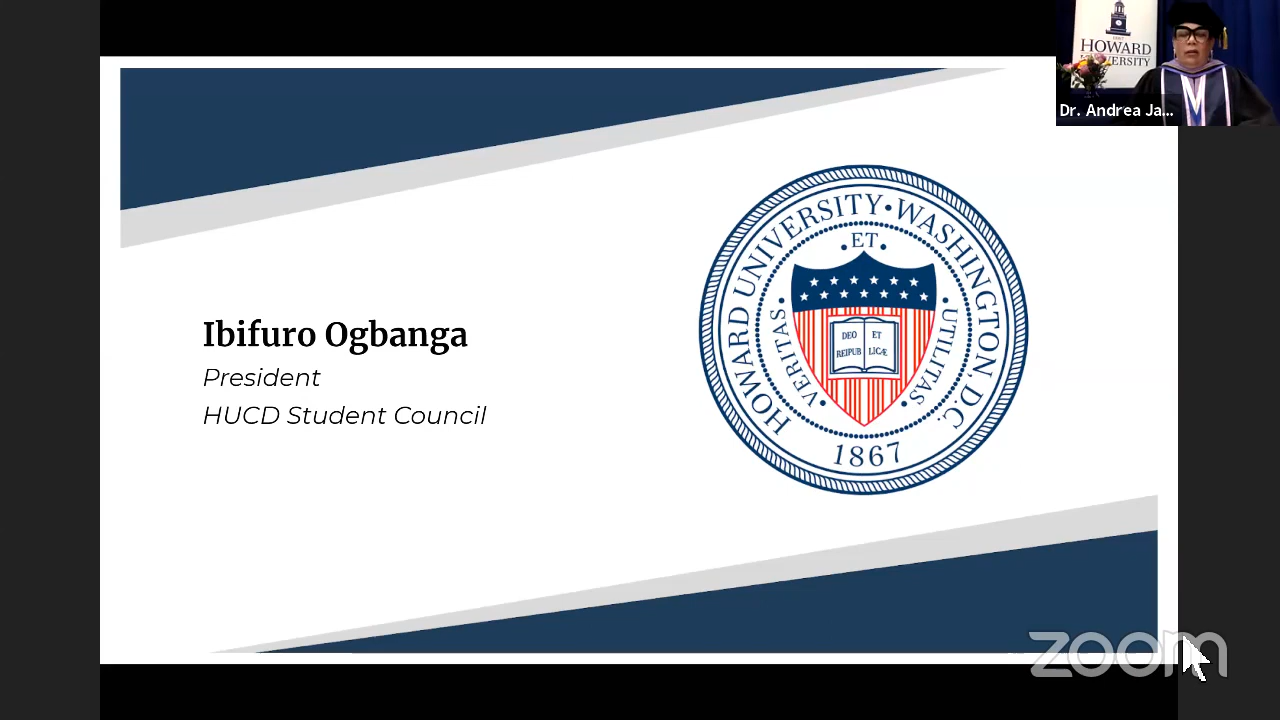 HOWARD
UNIVERSITY
Dr. Andrea Ja...
HOWARD UNIVERSITY • WASHINGTON D.C.
• ET •
• VERITAS •
• UTILITAS •
DEO ET
REIPUB LICÆ
1867
Ibifuro Ogbanga
President
HUCD Student Council
zoom